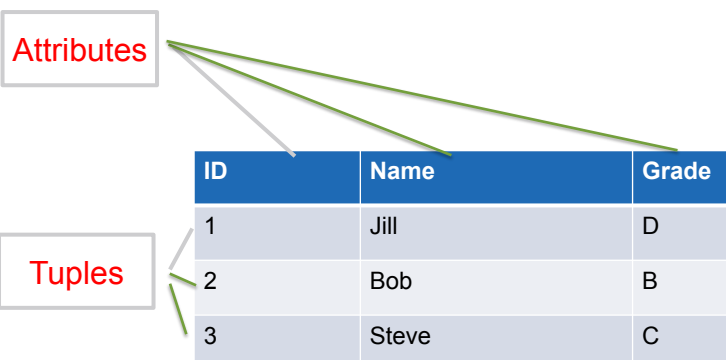 Attributes
ID Name Grade
1 Jill D
Tuples
2 Bob B
3 Steve C